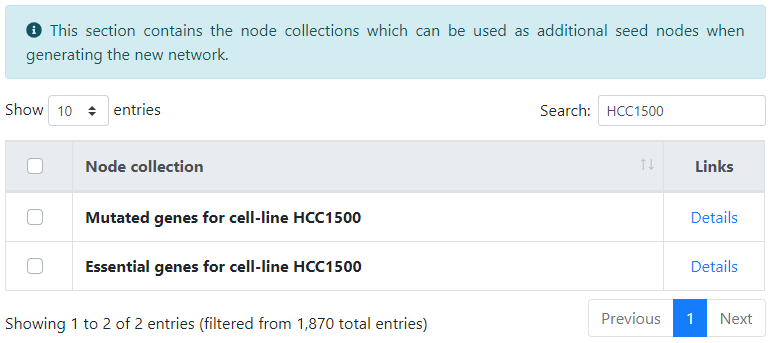 This section contains the node collections which can be used as additional seed nodes when
generating the new network.
Show 10 entries Search: HCC1500
Node collection Links
Mutated genes for cell-line HCC1500 Details
Essential genes for cell-line HCC1500 Details
Showing 1 to 2 of 2 entries (filtered from 1,870 total entries) Previous 1 Next